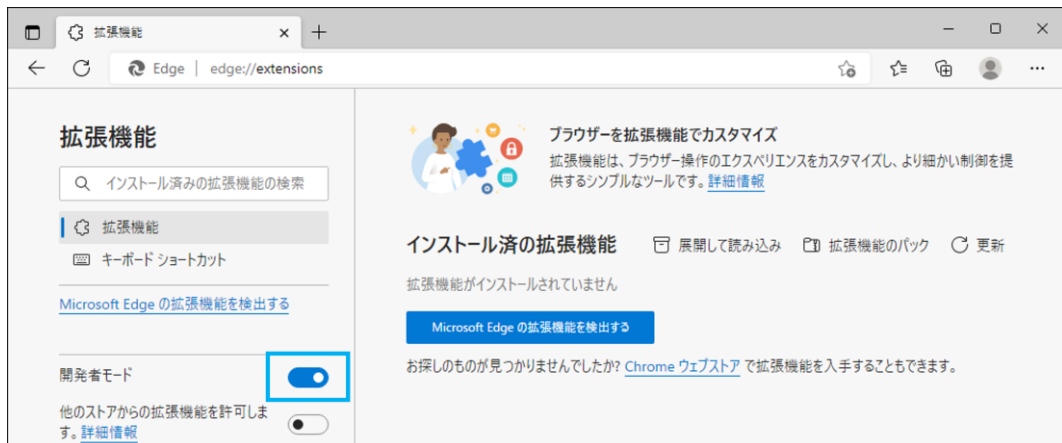 拡張機能
Edge | edge://extensions
拡張機能
インストール済みの拡張機能の検索
拡張機能
キーボード ショートカット
Microsoft Edge の拡張機能を検出する
開発者モード
他のストアからの拡張機能を許可しま
す。詳細情報
ブラウザーを拡張機能でカスタマイズ
拡張機能は、ブラウザー操作のエクスペリエンスをカスタマイズし、より細かい制御を提
供するシンプルなツールです。詳細情報
インストール済の拡張機能 展開して読み込み 拡張機能のパック 更新
拡張機能がインストールされていません
Microsoft Edge の拡張機能を検出する
お探しのものが見つかりませんでしたか? Chrome ウェブストア で拡張機能を入手することもできます。